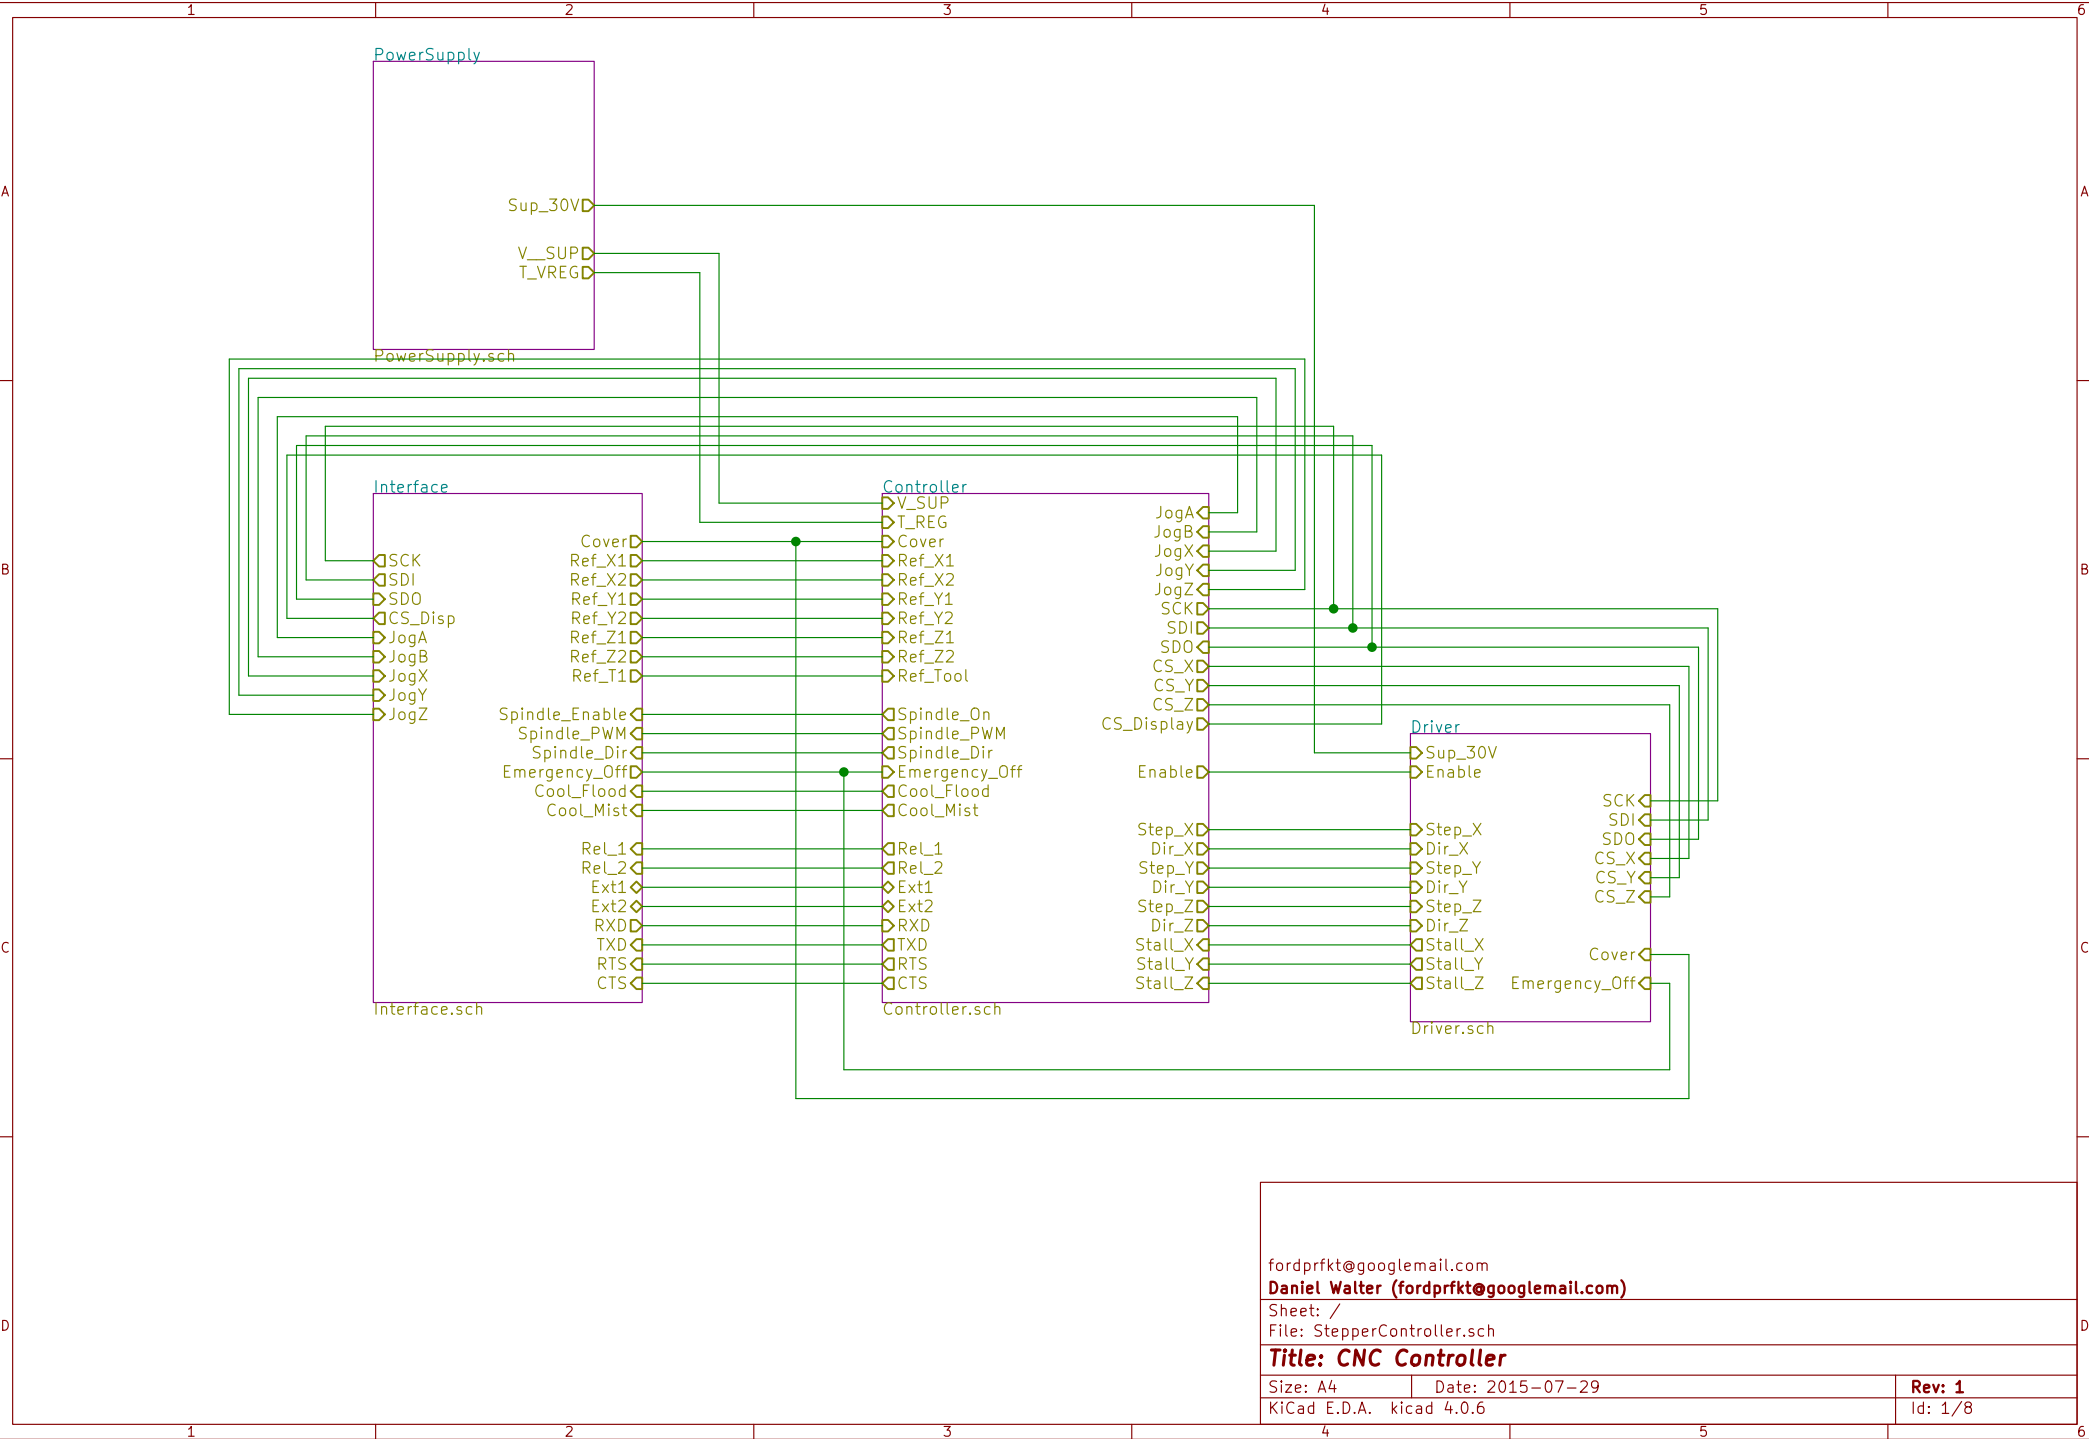 1 2 3 4 5 6
A A
B B
C C
D D
PowerSupply
Sup_30V
V__SUP
T_VREG
PowerSupply.sch
Interface
SCK
SDI
SDO
CS_Disp
JogA
JogB
JogX
JogY
JogZ
Cover
Ref_X1
Ref_X2
Ref_Y1
Ref_Y2
Ref_Z1
Ref_Z2
Ref_T1
Spindle_Enable
Spindle_PWM
Spindle_Dir
Emergency_Off
Cool_Flood
Cool_Mist
Rel_1
Rel_2
Ext1
Ext2
RXD
TXD
RTS
CTS
Interface.sch
Controller
V_SUP
T_REG
Cover
Ref_X1
Ref_X2
Ref_Y1
Ref_Y2
Ref_Z1
Ref_Z2
Ref_Tool
Spindle_On
Spindle_PWM
Spindle_Dir
Emergency_Off
Cool_Flood
Cool_Mist
Rel_1
Rel_2
Ext1
Ext2
RXD
TXD
RTS
CTS
JogA
JogB
JogX
JogY
JogZ
SCK
SDI
SDO
CS_X
CS_Y
CS_Z
CS_Display
Enable
Step_X
Dir_X
Step_Y
Dir_Y
Step_Z
Dir_Z
Stall_X
Stall_Y
Stall_Z
Controller.sch
Driver
Sup_30V
Enable
Step_X
Dir_X
Step_Y
Dir_Y
Step_Z
Dir_Z
Stall_X
Stall_Y
Stall_Z
SCK
SDI
SDO
CS_X
CS_Y
CS_Z
Cover
Emergency_Off
Driver.sch
fordprfkt@googlemail.com
Daniel Walter (fordprfkt@googlemail.com)
Sheet: /
File: StepperController.sch
Title: CNC Controller
Size: A4 Date: 2015-07-29 Rev: 1
KiCad E.D.A. kicad 4.0.6 Id: 1/8
1 2 3 4 5 6